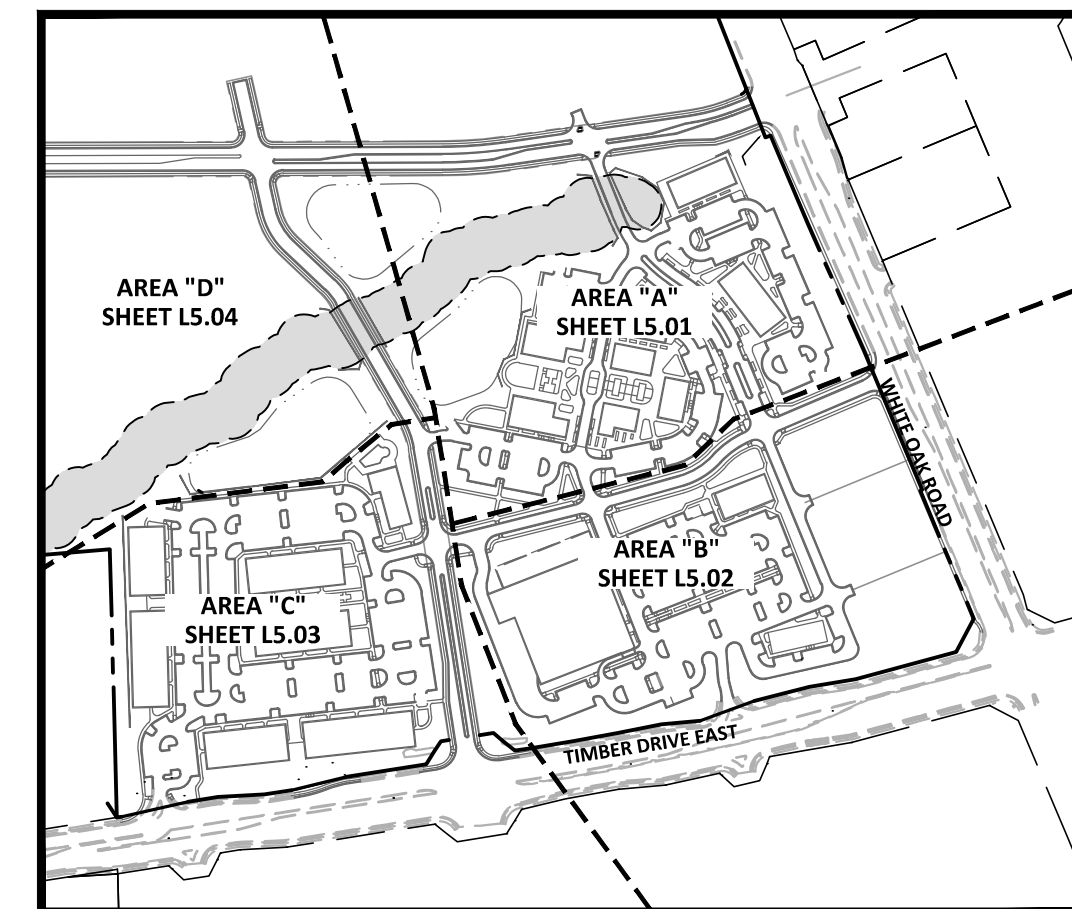 AREA "D"
SHEET L5.04
AREA "A"
SHEET L5.01
WHITE OAK ROAD
AREA "B"
SHEET L5.02
AREA "C"
SHEET L5.03
TIMBER DRIVE EAST